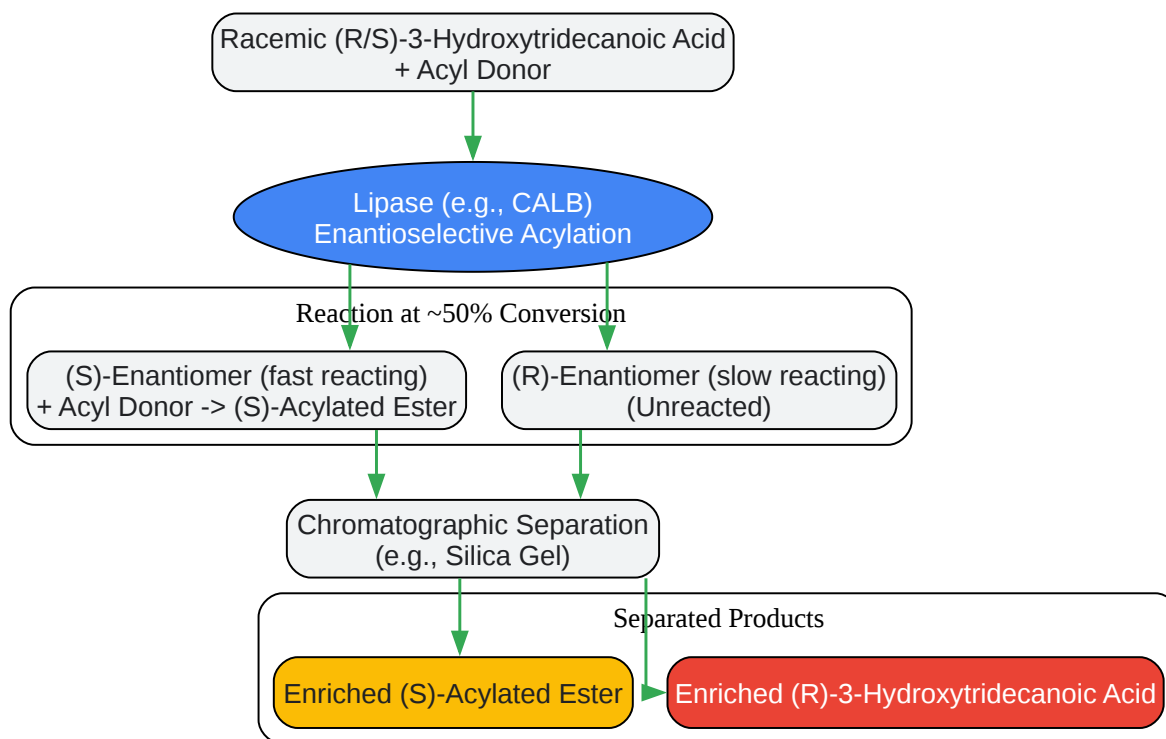 Racemic (R/S)-3-Hydroxytridecanoic Acid
+ Acyl Donor
Lipase (e.g., CALB)
Enantioselective Acylation
Reaction at ~50% Conversion
(S)-Enantiomer (fast reacting)
+ Acyl Donor -> (S)-Acylated Ester
(R)-Enantiomer (slow reacting)
(Unreacted)
Chromatographic Separation
(e.g., Silica Gel)
Separated Products
Enriched (S)-Acylated Ester
Enriched (R)-3-Hydroxytridecanoic Acid